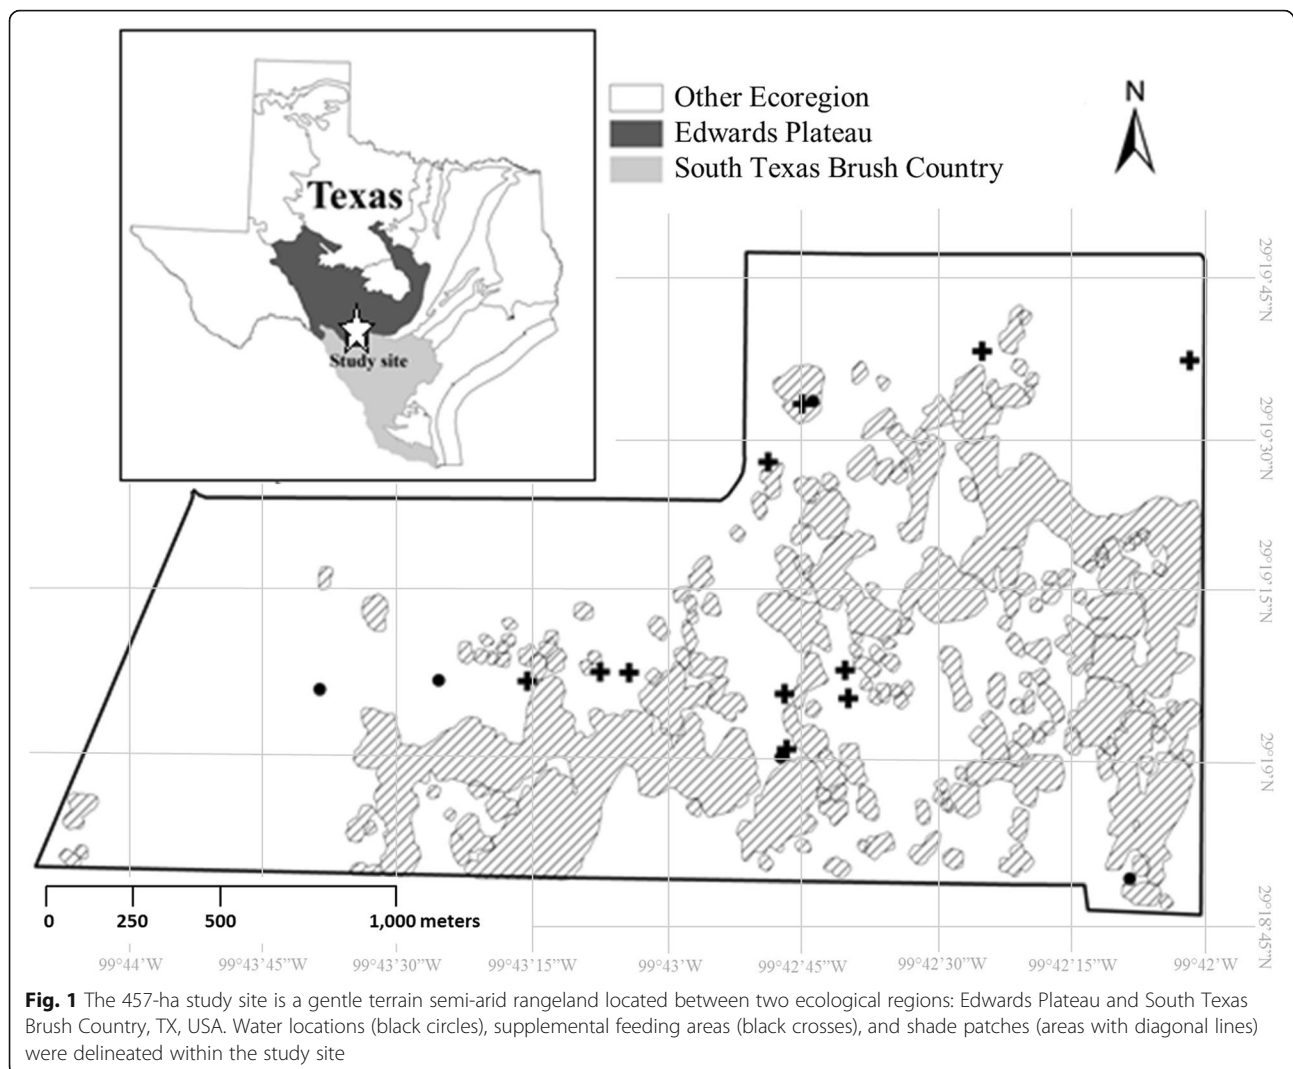 Texas
Study site
Other Ecoregion
Edwards Plateau
South Texas Brush Country
N
29°19'45"N
29°19'30"N
29°19'15"N
29°19'N
29°18'45"N
0 250 500 1,000 meters
99°44'W 99°43'45"W 99°43'30"W 99°43'15"W 99°43'W 99°42'45"W 99°42'30"W 99°42'15"W 99°42'W
Fig. 1 The 457-ha study site is a gentle terrain semi-arid rangeland located between two ecological regions: Edwards Plateau and South Texas
Brush Country, TX, USA. Water locations (black circles), supplemental feeding areas (black crosses), and shade patches (areas with diagonal lines)
were delineated within the study site